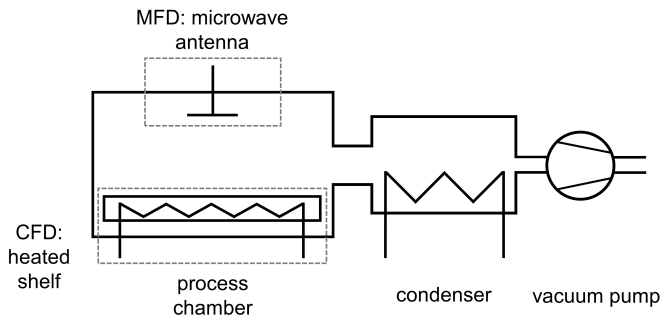 MFD: microwave
antenna
CFD:
heated
shelf
process
chamber
condenser
vacuum pump